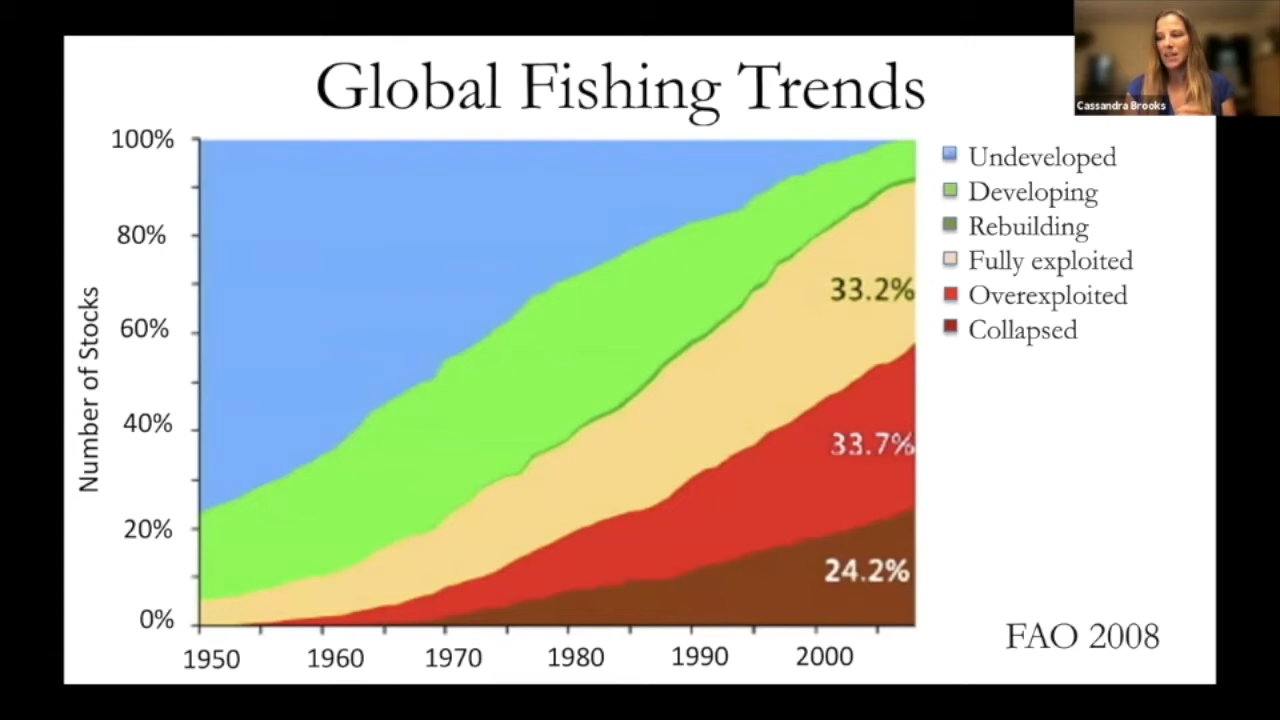 Global Fishing Trends
Cassandra Brooks
100%
80%
60%
40%
20%
0%
Number of Stocks
1950
1960
1970
1980
1990
2000
33.2%
33.7%
24.2%
Undeveloped
Developing
Rebuilding
Fully exploited
Overexploited
Collapsed
FAO 2008